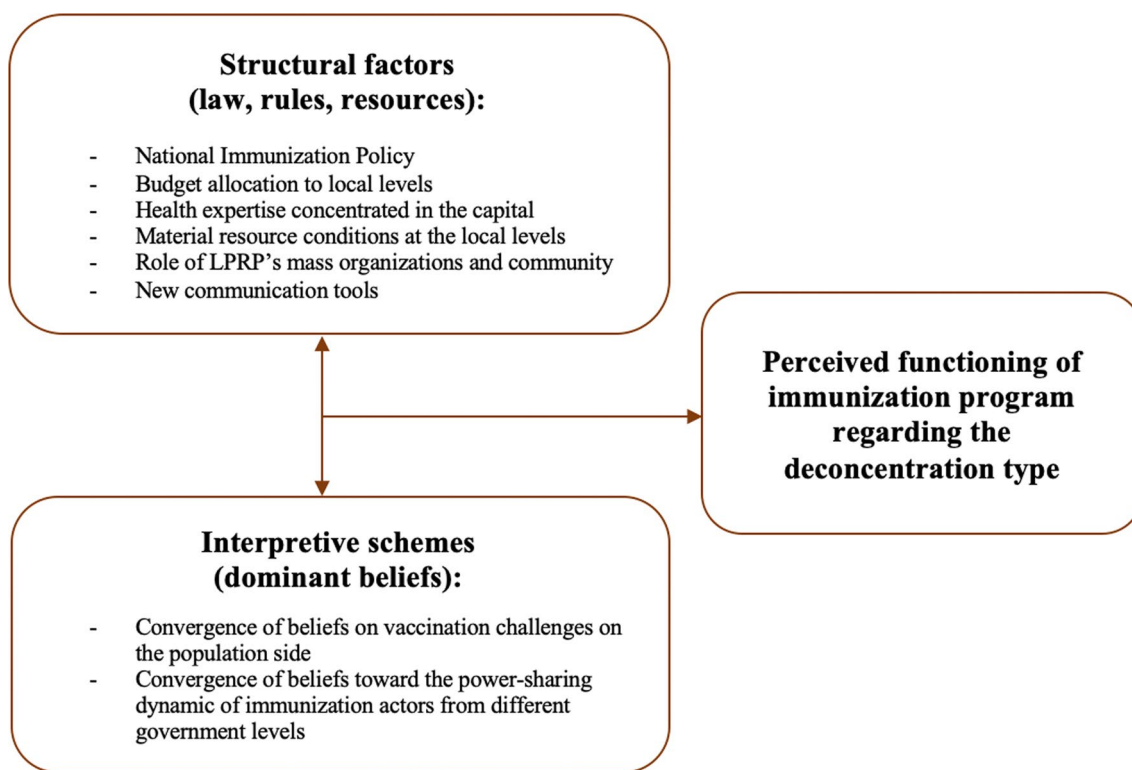 Structural factors
(law, rules, resources):
- National Immunization Policy
- Budget allocation to local levels
- Health expertise concentrated in the capital
- Material resource conditions at the local levels
- Role of LPRP’s mass organizations and community
- New communication tools
Perceived functioning of
immunization program
regarding the
deconcentration type
Interpretive schemes
(dominant beliefs):
- Convergence of beliefs on vaccination challenges on
the population side
- Convergence of beliefs toward the power-sharing
dynamic of immunization actors from different
government levels